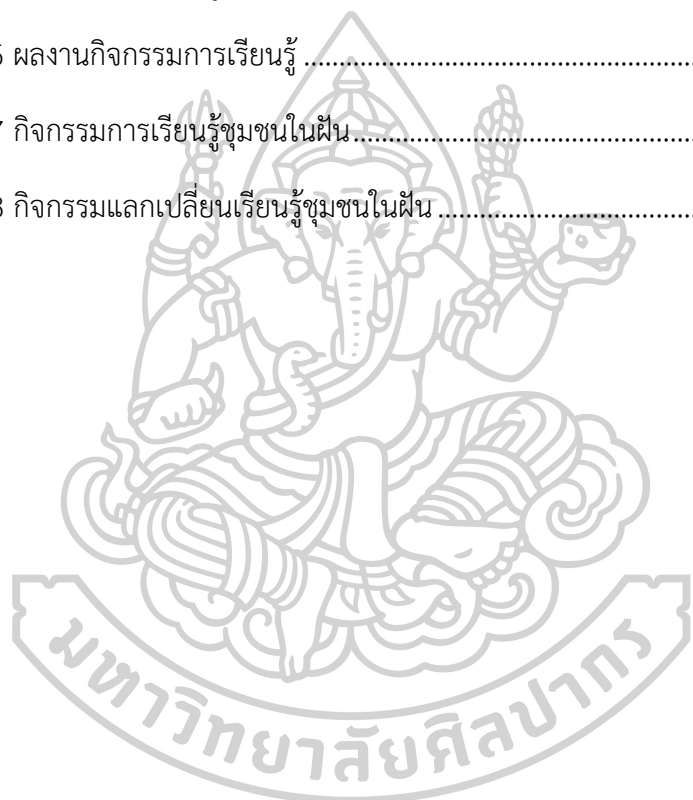 ผลงานกิจกรรมการเรียนรู้ ....................................................
กิจกรรมการเรียนรู้ชุมชนในฝัน..............................................
กิจกรรมแลกเปลี่ยนเรียนรู้ชุมชนในฝัน ...................................
มหาวิทยาลัยศิลปากร